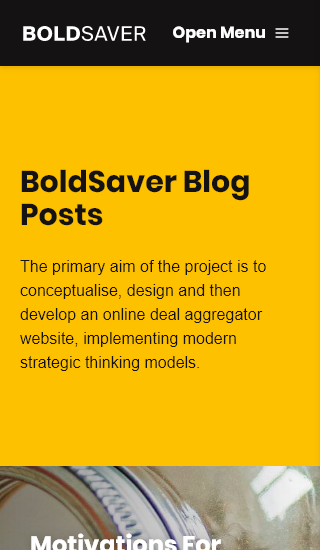 BOLDSAVER Open Menu
BoldSaver Blog
Posts
The primary aim of the project is to
conceptualise, design and then
develop an online deal aggregator
website, implementing modern
strategic thinking models.
Motivations For